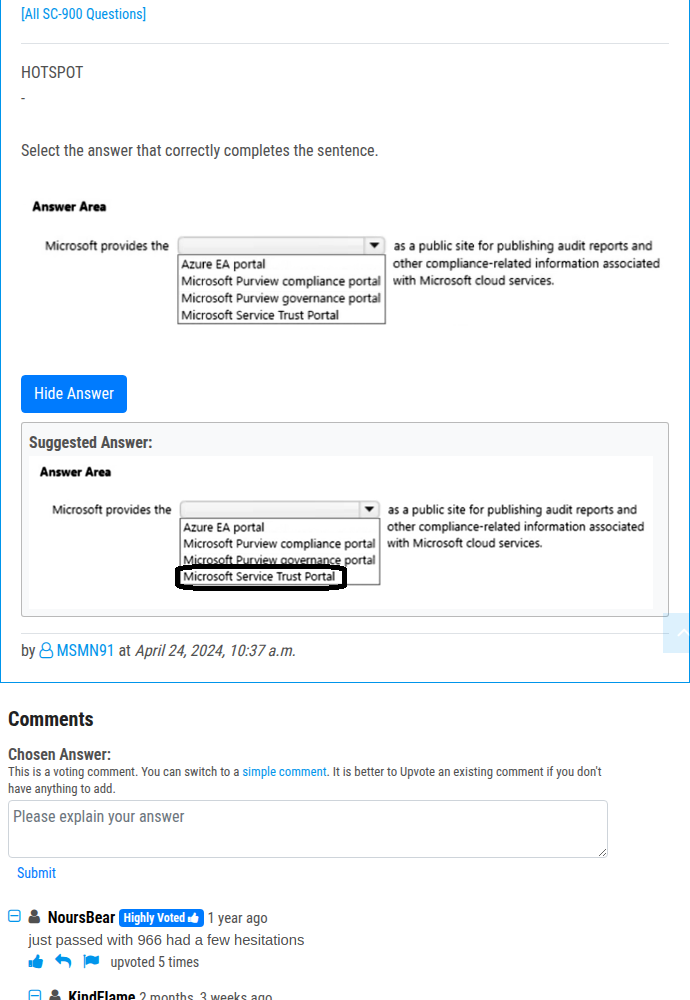 [All SC-900 Questions]
HOTSPOT
-
Select the answer that correctly completes the sentence.
Answer Area
Microsoft provides the
as a public site for publishing audit reports and
other compliance-related information associated
with Microsoft cloud services.
Azure EA portal
Microsoft Purview compliance portal
Microsoft Purview governance portal
Microsoft Service Trust Portal
Hide Answer
Suggested Answer:
Answer Area
Microsoft provides the
as a public site for publishing audit reports and
other compliance-related information associated
with Microsoft cloud services.
Azure EA portal
Microsoft Purview compliance portal
Microsoft Purview governance portal
Microsoft Service Trust Portal
by MSMN91 at April 24, 2024, 10:37 a.m.
Comments
Chosen Answer:
This is a voting comment. You can switch to a simple comment. It is better to Upvote an existing comment if you don't
have anything to add.
Please explain your answer
Submit
NoursBear Highly Voted 1 year ago
just passed with 966 had a few hesitations
upvoted 5 times
KindFlame 2 months, 3 weeks ago